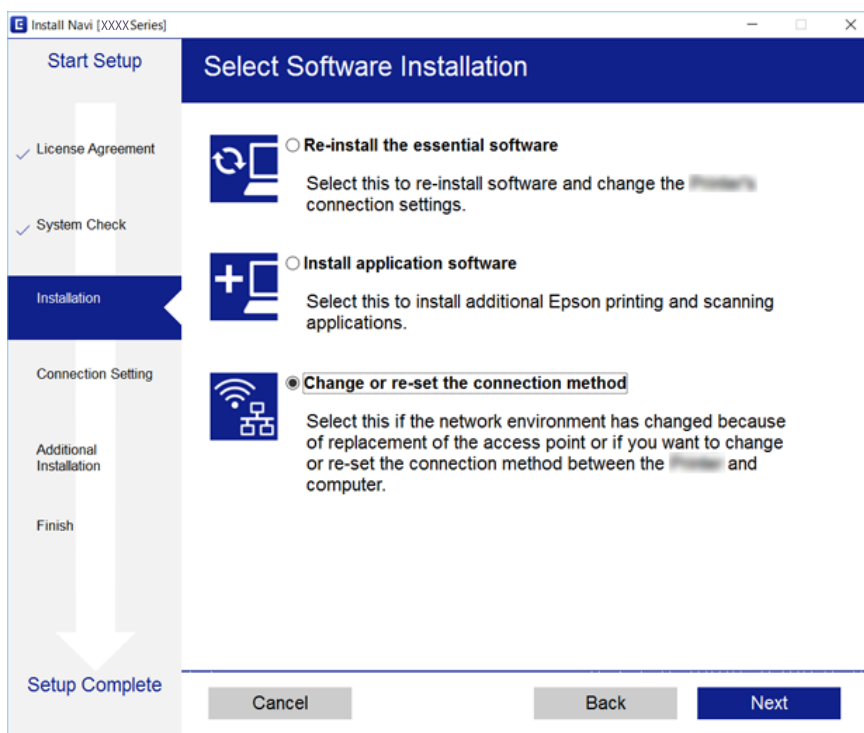 Install Navi [XXXX Series]
Start Setup
License Agreement
System Check
Installation
Connection Setting
Additional
Installation
Finish
Setup Complete
Select Software Installation
Re-install the essential software
Select this to re-install software and change the
connection settings.
Install application software
Select this to install additional Epson printing and scanning
applications.
Change or re-set the connection method
Select this if the network environment has changed because
of replacement of the access point or if you want to change
or re-set the connection method between the and
computer.
Cancel
Back
Next